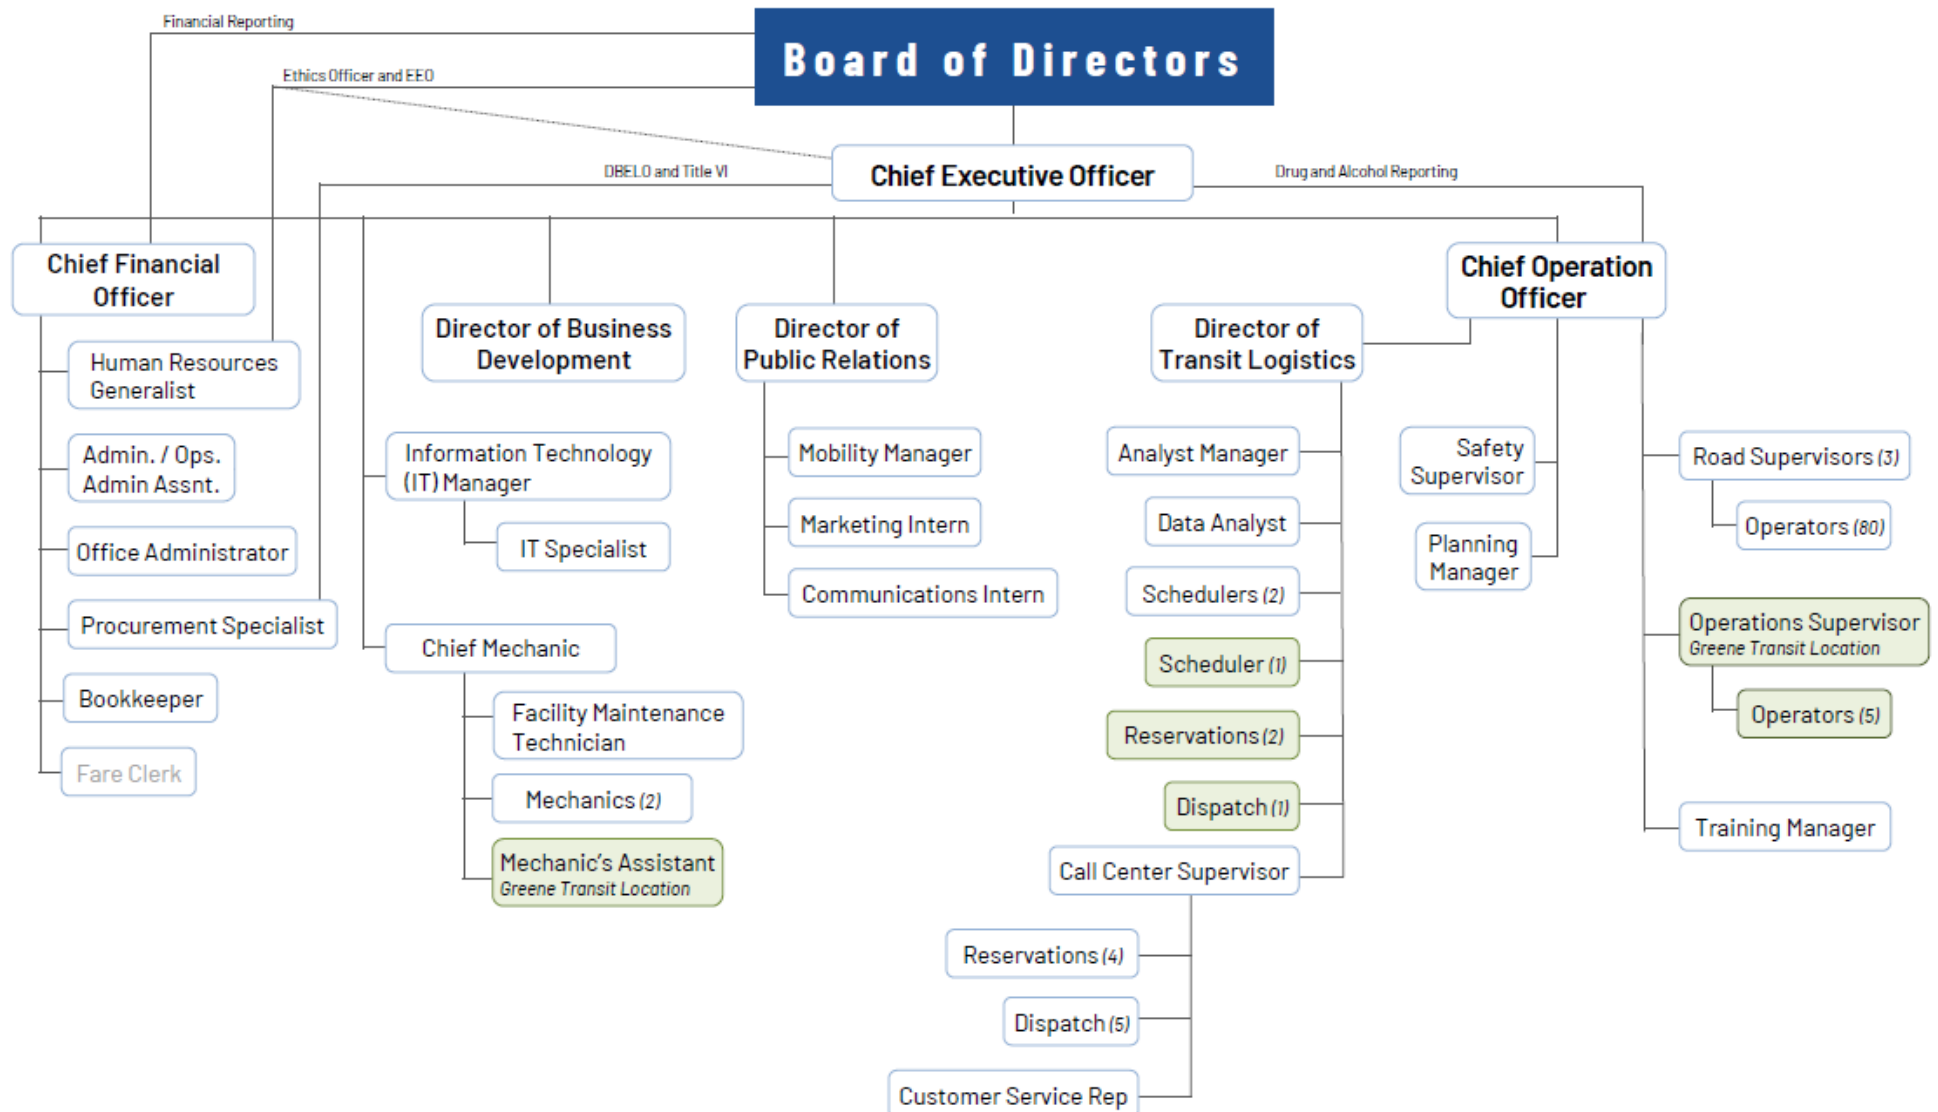 Financial Reporting
Board of Directors
Ethics Officer and EEO
DBELO and Title VI
Chief Executive Officer
Drug and Alcohol Reporting
Chief Financial
Officer
Human Resources
Generalist
Admin. / Ops.
Admin Assnt.
Office Administrator
Procurement Specialist
Bookkeeper
Fare Clerk
Director of Business
Development
Information Technology
(IT) Manager
IT Specialist
Chief Mechanic
Facility Maintenance
Technician
Mechanics (2)
Mechanic's Assistant
Greene Transit Location
Director of
Public Relations
Mobility Manager
Marketing Intern
Communications Intern
Director of
Transit Logistics
Analyst Manager
Data Analyst
Schedulers (2)
Scheduler (1)
Reservations (2)
Dispatch (1)
Call Center Supervisor
Reservations (4)
Dispatch (5)
Customer Service Rep
Chief Operation
Officer
Safety
Supervisor
Planning
Manager
Road Supervisors (3)
Operators (80)
Operations Supervisor
Greene Transit Location
Operators (5)
Training Manager